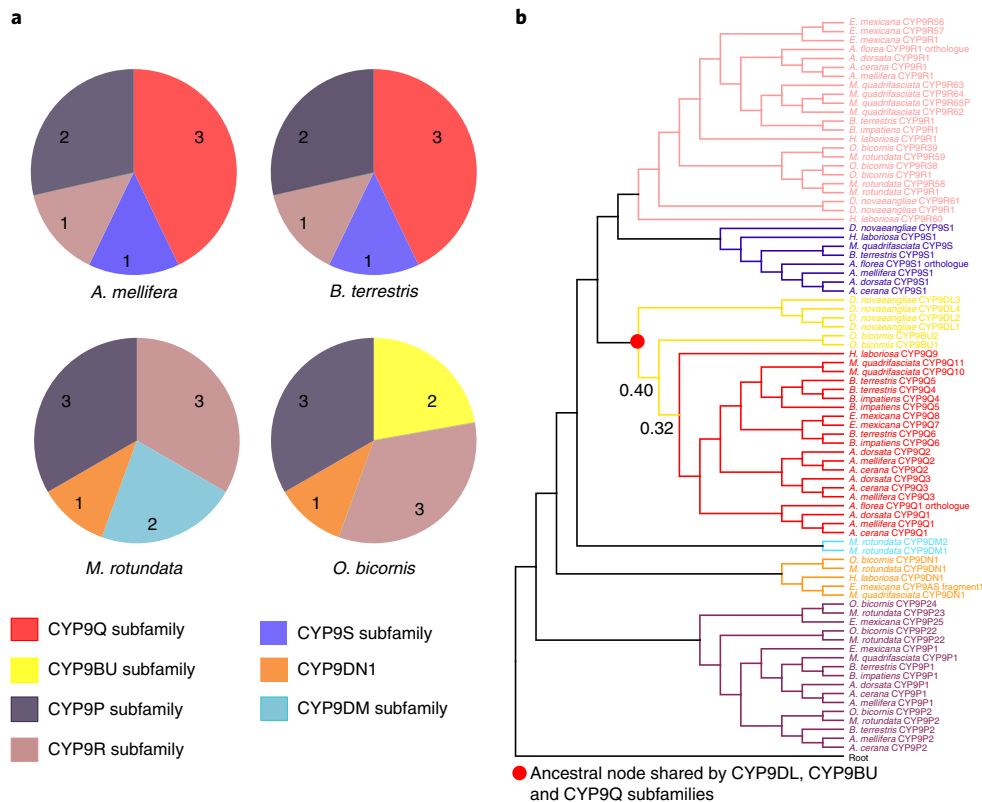 a
2
3
1
1
A. mellifera
2
3
1
1
B. terrestris
3
3
1
2
M. rotundata
3
2
1
3
O. bicornis
CYP9Q subfamily
CYP9BU subfamily
CYP9P subfamily
CYP9R subfamily
CYP9S subfamily
CYP9DN1
CYP9DM subfamily
b
E. mexicana CYP9R56
E. mexicana CYP9R57
E. mexicana CYP9R1
A. florea CYP9R1 orthologue
A. dorsata CYP9R1
A. cerana CYP9R1
A. mellifera CYP9R1
M. quadrifasciata CYP9R63
M. quadrifasciata CYP9R64
M. quadrifasciata CYP9R65P
M. quadrifasciata CYP9R62
B. terrestris CYP9R1
B. impatiens CYP9R1
H. laboriosa CYP9R1
O. bicornis CYP9R39
M. rotundata CYP9R59
O. bicornis CYP9R38
O. bicornis CYP9R1
M. rotundata CYP9R58
M. rotundata CYP9R1
D. novaeangliae CYP9R61
D. novaeangliae CYP9R1
H. laboriosa CYP9R60
D. novaeangliae CYP9S1
H. laboriosa CYP9S1
M. quadrifasciata CYP9S
B. terrestris CYP9S1
A. florea CYP9S1 orthologue
A. mellifera CYP9S1
A. dorsata CYP9S1
A. cerana CYP9S1
D. novaeangliae CYP9DL3
D. novaeangliae CYP9DL4
D. novaeangliae CYP9DL2
D. novaeangliae CYP9DL1
O. bicornis CYP9BU2
O. bicornis CYP9BU1
H. laboriosa CYP9Q9
M. quadrifasciata CYP9Q11
M. quadrifasciata CYP9Q10
B. terrestris CYP9Q5
B. terrestris CYP9Q4
B. impatiens CYP9Q4
B. impatiens CYP9Q5
E. mexicana CYP9Q8
E. mexicana CYP9Q7
B. terrestris CYP9Q6
B. impatiens CYP9Q6
A. dorsata CYP9Q2
A. mellifera CYP9Q2
A. cerana CYP9Q2
A. dorsata CYP9Q3
A. cerana CYP9Q3
A. mellifera CYP9Q3
A. florea CYP9Q1 orthologue
A. dorsata CYP9Q1
A. mellifera CYP9Q1
A. cerana CYP9Q1
M. rotundata CYP9DM2
M. rotundata CYP9DM1
O. bicornis CYP9DN1
M. rotundata CYP9DN1
H. laboriosa CYP9DN1
E. mexicana CYP9AS fragment1
M. quadrifasciata CYP9DN1
O. bicornis CYP9P24
M. rotundata CYP9P23
E. mexicana CYP9P25
O. bicornis CYP9P22
M. rotundata CYP9P22
E. mexicana CYP9P1
M. quadrifasciata CYP9P1
B. terrestris CYP9P1
B. impatiens CYP9P1
A. dorsata CYP9P1
A. cerana CYP9P1
A. mellifera CYP9P1
O. bicornis CYP9P2
M. rotundata CYP9P2
B. terrestris CYP9P2
A. mellifera CYP9P2
A. cerana CYP9P2
Root
0.40
0.32
Ancestral node shared by CYP9DL, CYP9BU
and CYP9Q subfamilies